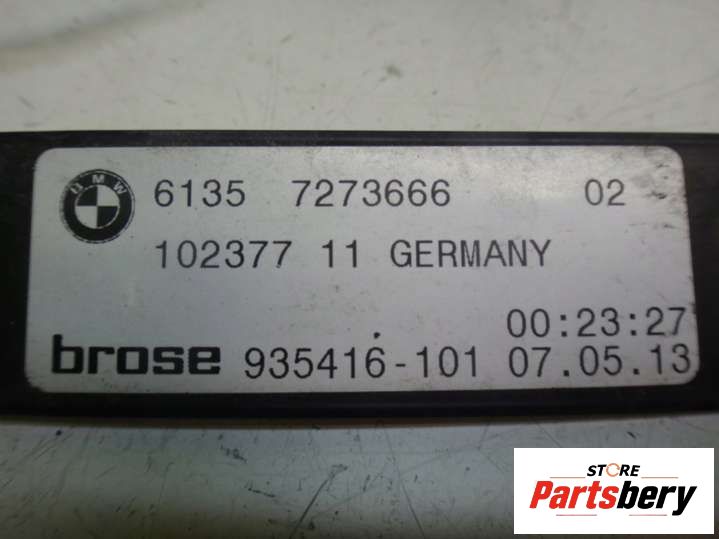 BMW
6135 7273666 02
102377 11 GERMANY
00:23:27
brose 935416-101 07.05.13
STORE
Partsbery